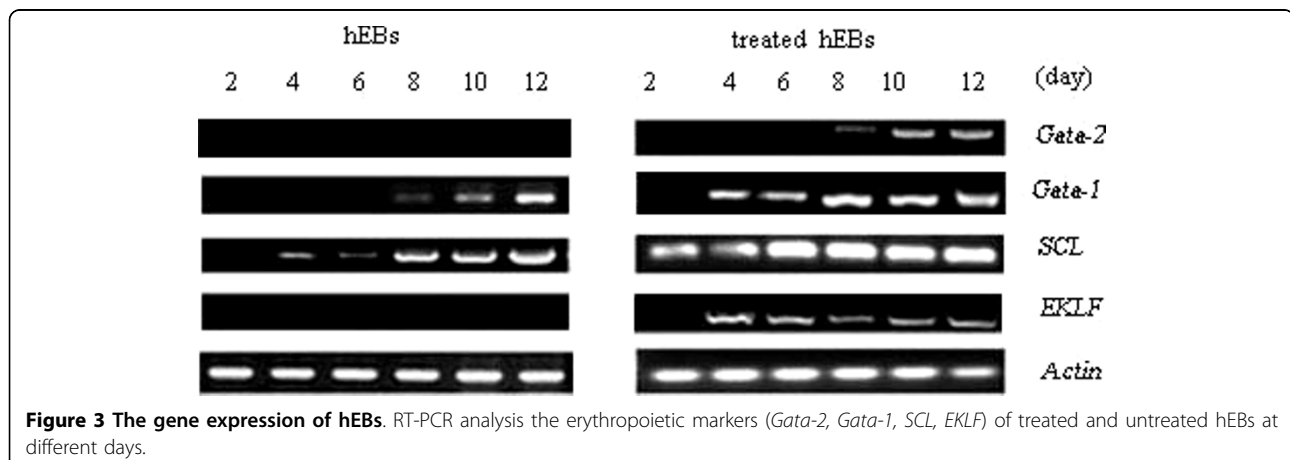 hEBs
treated hEBs
2 4 6 8 10 12
2 4 6 8 10 12 (day)
Gata-2
Gata-1
SCL
EKLF
Actin
Figure 3 The gene expression of hEBs. RT-PCR analysis the erythropoietic markers (Gata-2, Gata-1, SCL, EKLF) of treated and untreated hEBs at
different days.